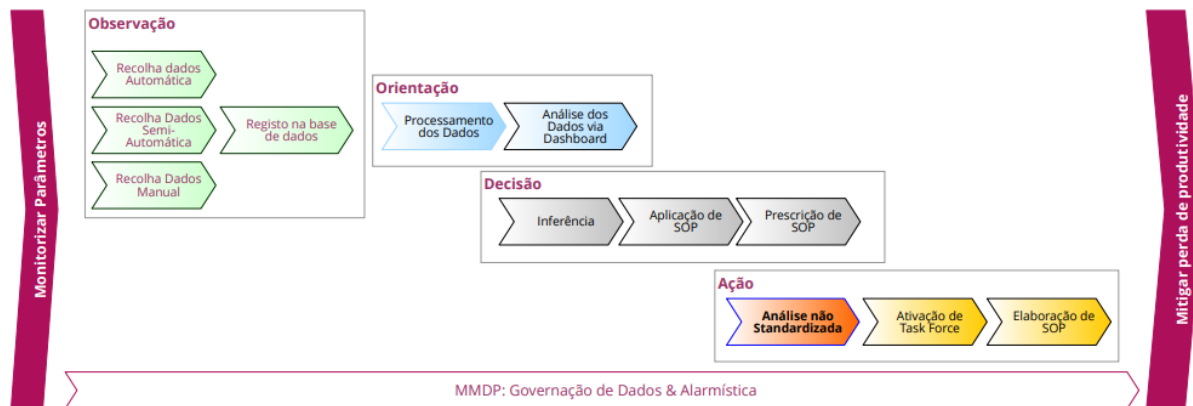 Monitorizar Parâmetros
Observação
Recolha dados
Automática
Recolha Dados
Semi-
Automática
Registo na base
de dados
Recolha Dados
Manual
Orientação
Processamento
dos Dados
Análise dos
Dados via
Dashboard
Decisão
Inferência
Aplicação de
SOP
Prescrição de
SOP
Ação
Análise não
Standardizada
Ativação de
Task Force
Elaboração de
SOP
Mitigar perda de produtividade
MMDP: Governação de Dados & Alarmística